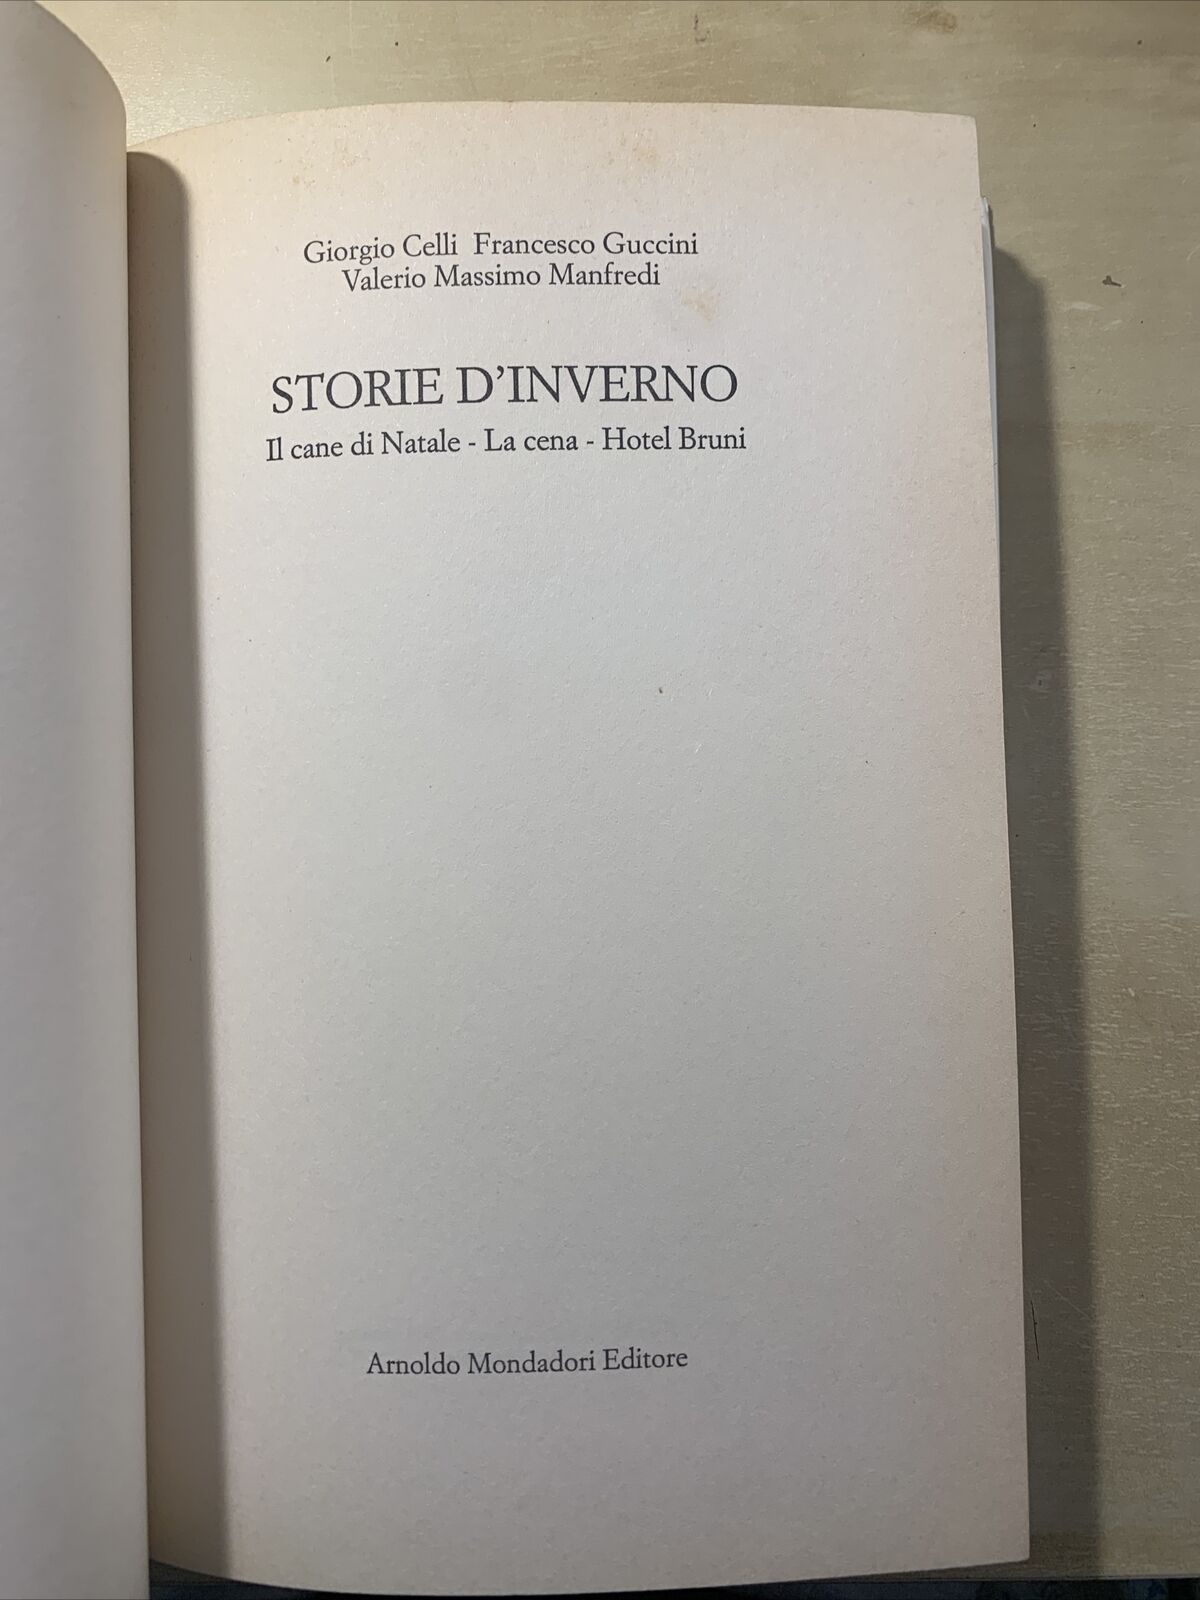 Giorgio Celli Francesco Guccini
Valerio Massimo Manfredi
STORIE D'INVERNO
Il cane di Natale - La cena - Hotel Bruni
Arnoldo Mondadori Editore